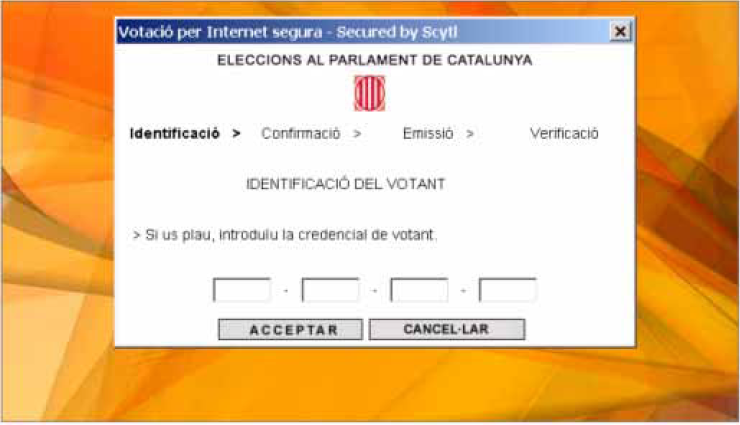 Votació per Internet segura - Secured by Scytl
ELECCIONS AL PARLAMENT DE CATALUNYA
Identificació > Confirmació > Emissió > Verificació
IDENTIFICACIÓ DEL VOTANT
> Si us plau, introduïu la credencial de votant.
- - -
ACCEPTAR CANCEL·LAR